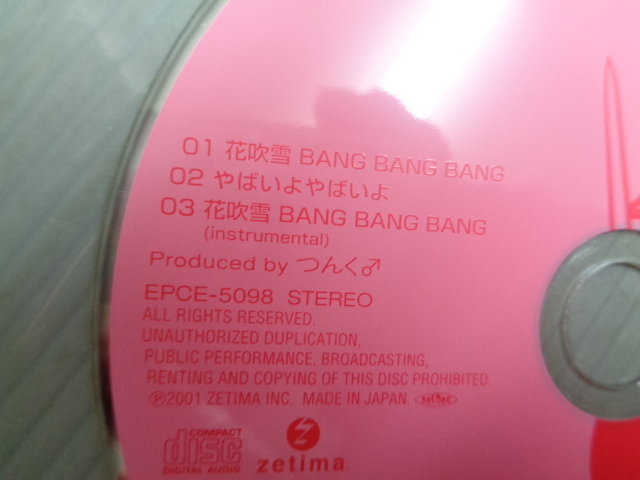 01 花吹雪 BANG BANG BANG
02 やばいよやばいよ
03 花吹雪 BANG BANG BANG
(instrumental)
Produced by つんく♂
EPCE-5098 STEREO
ALL RIGHTS RESERVED.
UNAUTHORIZED DUPLICATION,
PUBLIC PERFORMANCE, BROADCASTING,
RENTING AND COPYING OF THIS DISC PROHIBITED.
℗2001 ZETIMA INC. MADE IN JAPAN.
COMPACT
disc
DIGITAL AUDIO
zetima